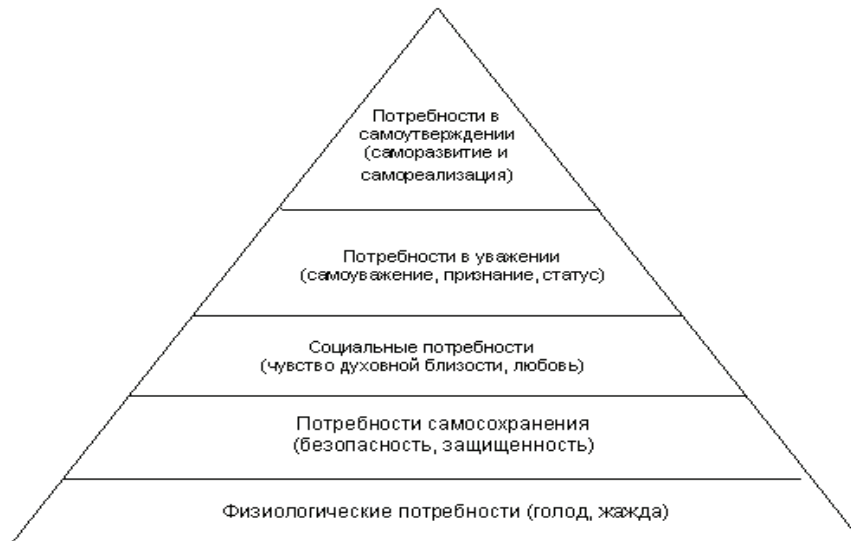 Потребности в
самоутверждении
(саморазвитие и
самореализация)
Потребности в уважении
(самоуважение, признание, статус)
Социальные потребности
(чувство духовной близости, любовь)
Потребности самосохранения
(безопасность, защищенность)
Физиологические потребности (голод, жажда)